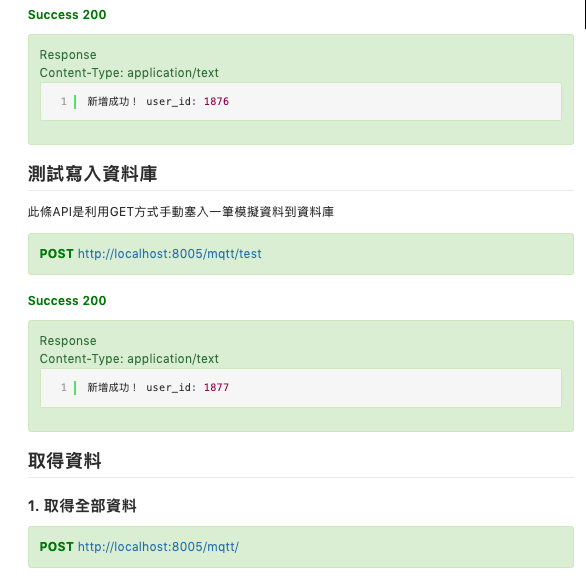 Success 200
Response
Content-Type: application/text
1 新增成功！ user_id: 1876
測試寫入資料庫
此條API是利用GET方式手動塞入一筆模擬資料到資料庫
POST http://localhost:8005/mqtt/test
Success 200
Response
Content-Type: application/text
1 新增成功！ user_id: 1877
取得資料
1. 取得全部資料
POST http://localhost:8005/mqtt/